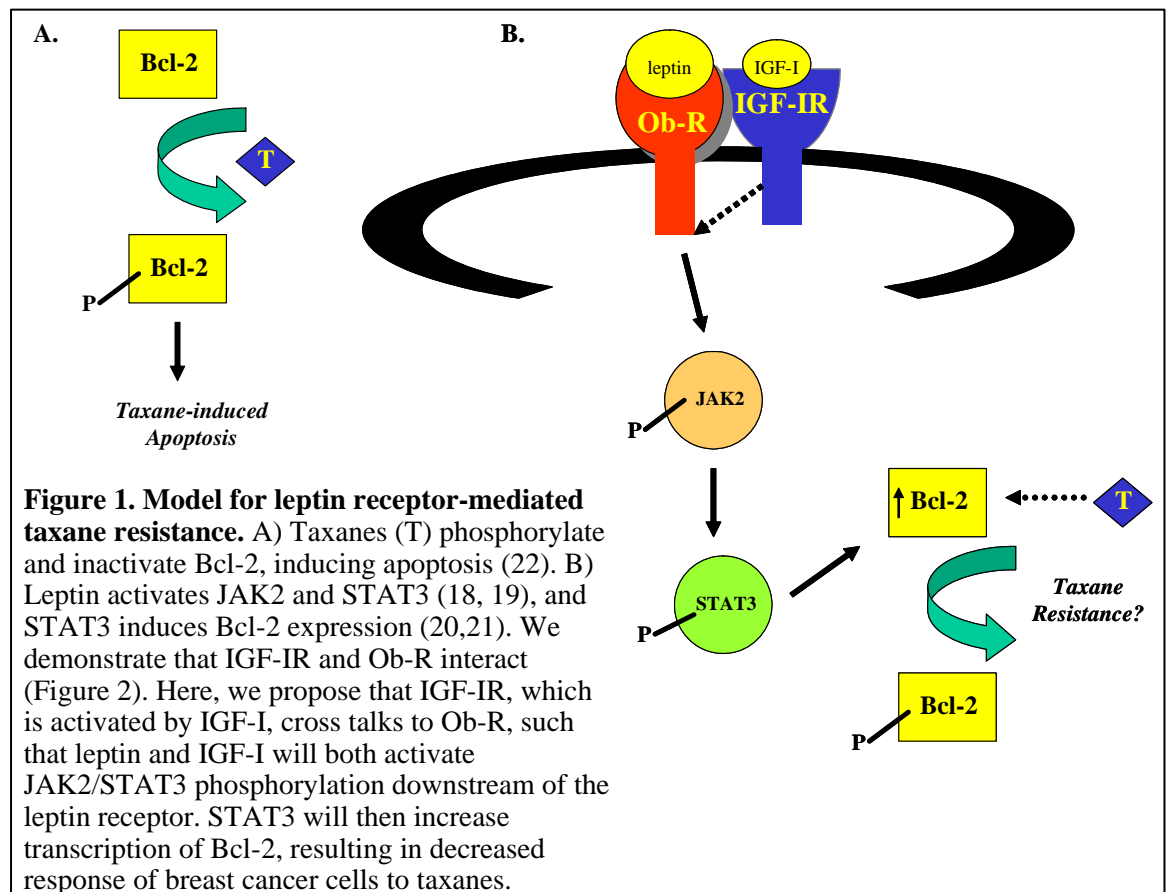 A.
Bcl-2
T
Bcl-2
P
Taxane-induced
Apoptosis
B.
leptin
IGF-I
Ob-R
IGF-IR
JAK2
P
STAT3
P
Bcl-2
T
Taxane
Resistance?
Bcl-2
P
Figure 1. Model for leptin receptor-mediated
taxane resistance. A) Taxanes (T) phosphorylate
and inactivate Bcl-2, inducing apoptosis (22). B)
Leptin activates JAK2 and STAT3 (18, 19), and
STAT3 induces Bcl-2 expression (20,21). We
demonstrate that IGF-IR and Ob-R interact
(Figure 2). Here, we propose that IGF-IR, which
is activated by IGF-I, cross talks to Ob-R, such
that leptin and IGF-I will both activate
JAK2/STAT3 phosphorylation downstream of the
leptin receptor. STAT3 will then increase
transcription of Bcl-2, resulting in decreased
response of breast cancer cells to taxanes.